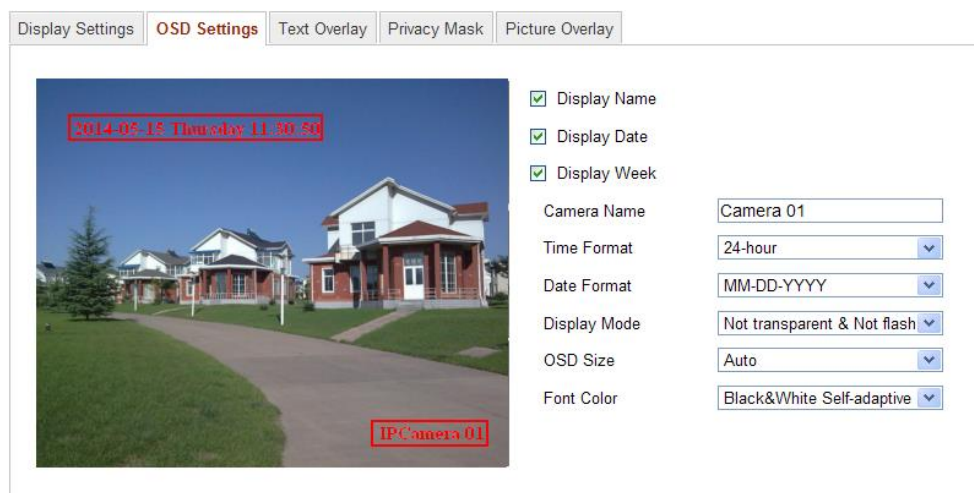 Display Settings
OSD Settings
Text Overlay
Privacy Mask
Picture Overlay
2014-05-15 Thursday 11:30:50
IPCamera 01
Display Name
Display Date
Display Week
Camera Name Camera 01
Time Format 24-hour
Date Format MM-DD-YYYY
Display Mode Not transparent & Not flash
OSD Size Auto
Font Color Black&White Self-adaptive